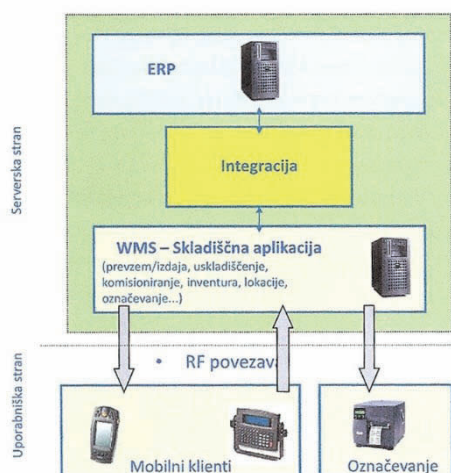 ERP
Integracija
WMS – Skladiščna aplikacija
(prevzem/izdaja, uskladiščenje,
komisioniranje, inventura, lokacije,
označevanje...)
Serverska stran
• RF povezava
Uporabniška stran
Mobilni klienti
Označevanje